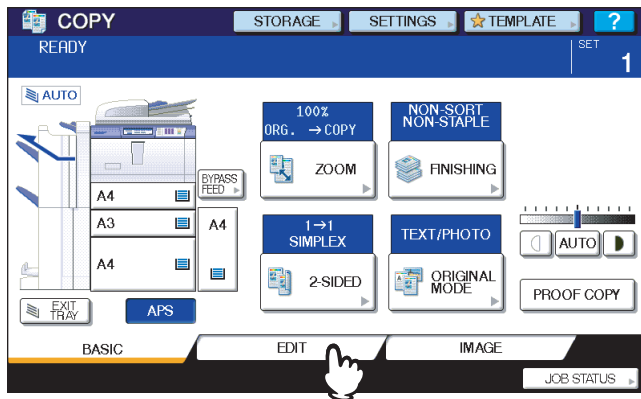 COPY
STORAGE
SETTINGS
TEMPLATE
?
READY
SET
1
AUTO
100%
ORG. →COPY
ZOOM
NON-SORT
NON-STAPLE
FINISHING
BYPASS
FEED
A4
A3
A4
A4
1→1
SIMPLEX
2-SIDED
TEXT/PHOTO
ORIGINAL
MODE
AUTO
PROOF COPY
EXIT
TRAY
APS
BASIC
EDIT
IMAGE
JOB STATUS